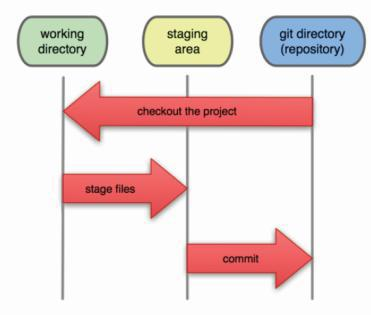 working
directory
staging
area
git directory
(repository)
checkout the project
stage files
commit